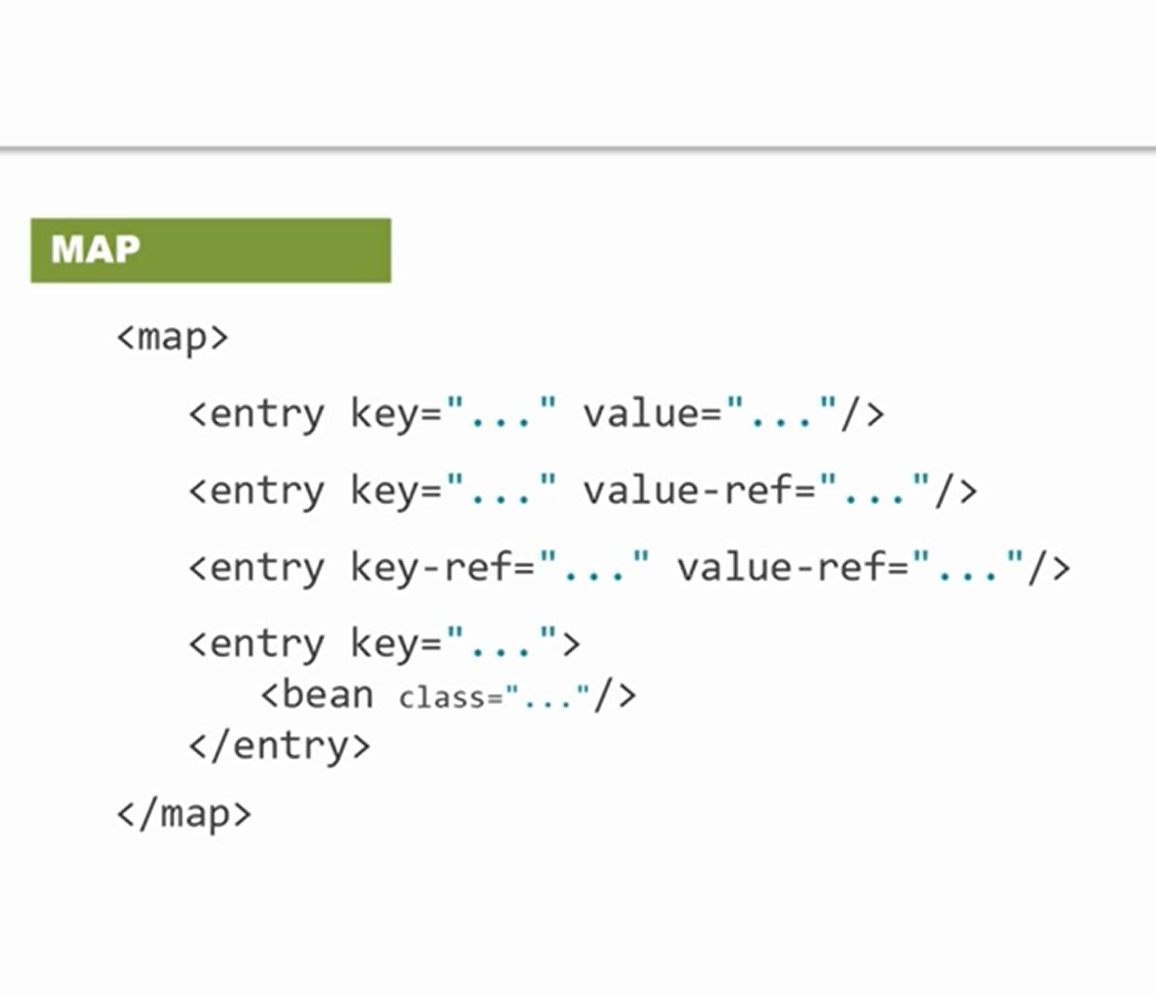 MAP
<map>
<entry key="..." value="..."/>
<entry key="..." value-ref="..."/>
<entry key-ref="..." value-ref="..."/>
<entry key="...">
<bean class="..."/>
</entry>
</map>